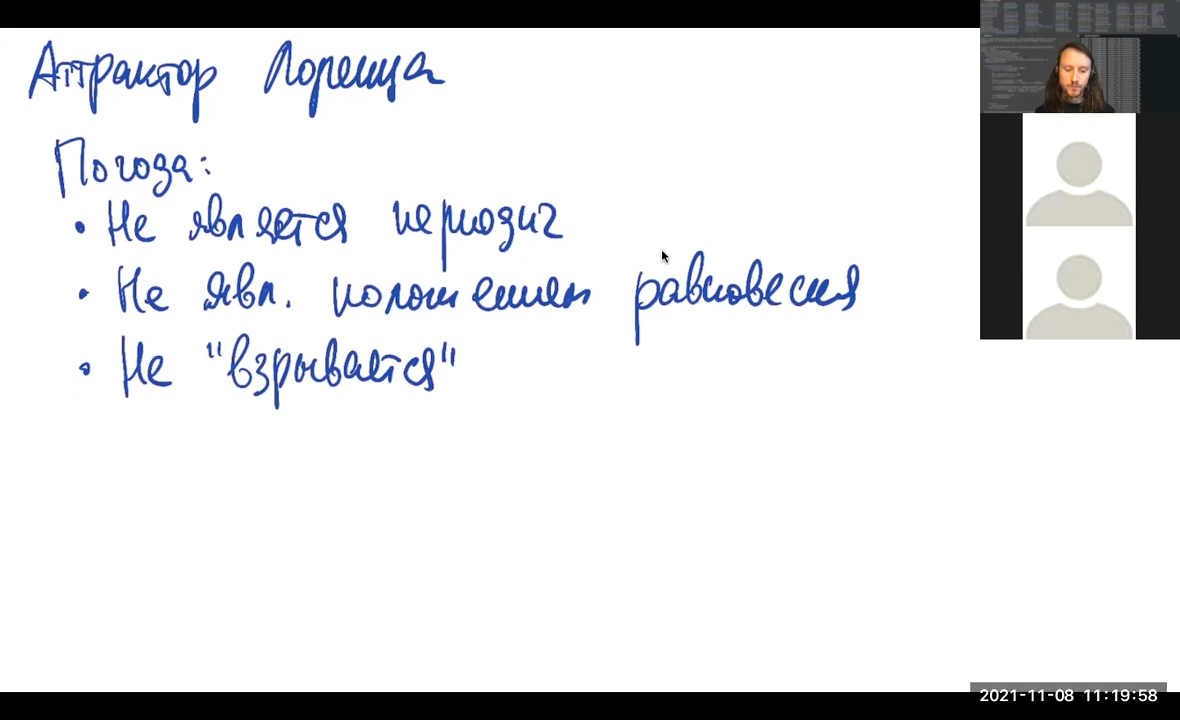 Аттрактор Лоренца
Погода:
• Не является периодич
• Не явл. положением равновесия
• Не "взрывается"
2021-11-08 11:19:58